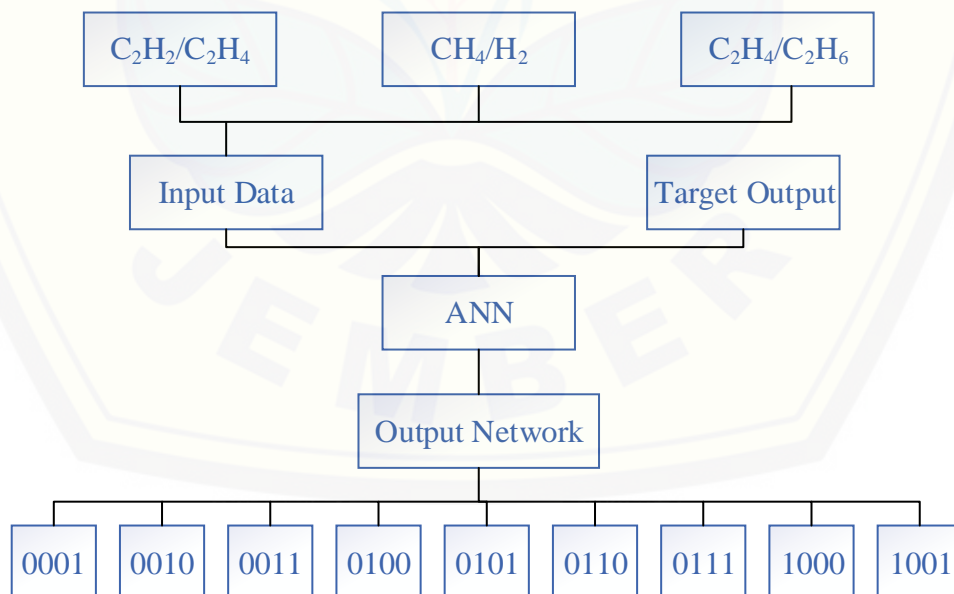 C₂H₂/C₂H₄ CH₄/H₂ C₂H₄/C₂H₆
Input Data Target Output
JEMBER
ANN
Output Network
0001 0010 0011 0100 0101 0110 0111 1000 1001